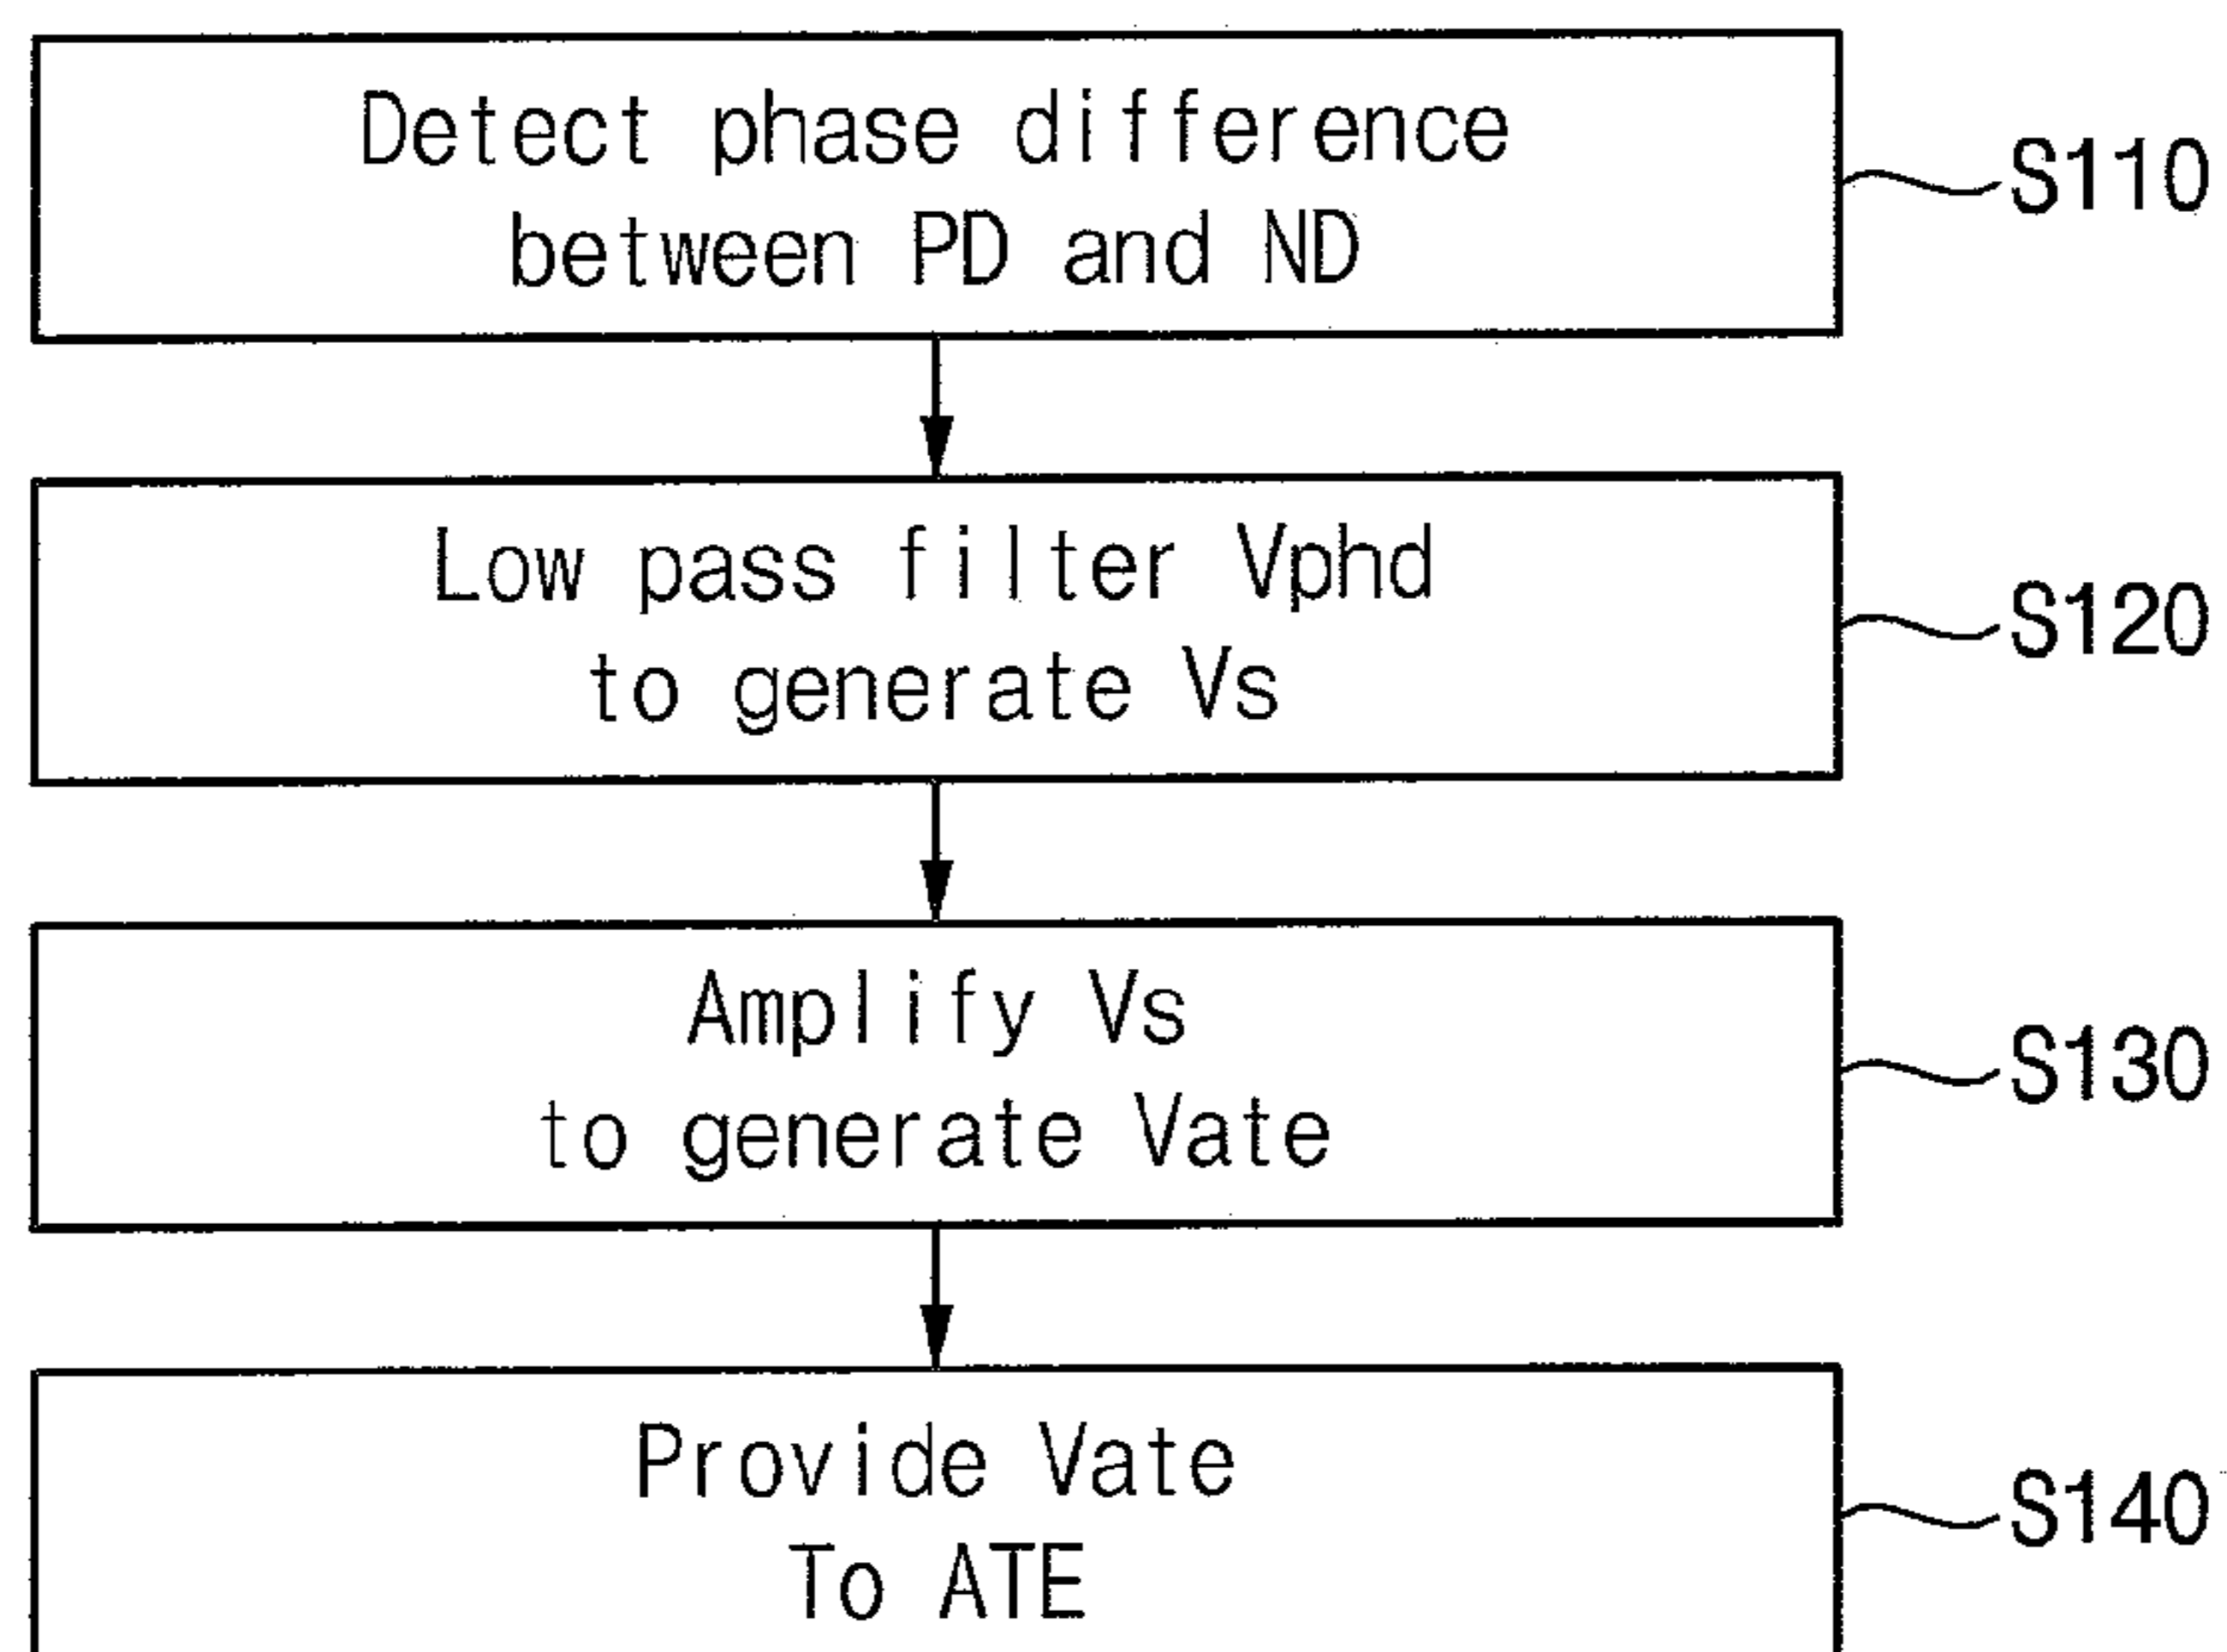 Detect phase difference
between PD and ND
S110
Low pass filter Vphd
to generate Vs
S120
Amplify Vs
to generate Vate
S130
Provide Vate
To ATE
S140